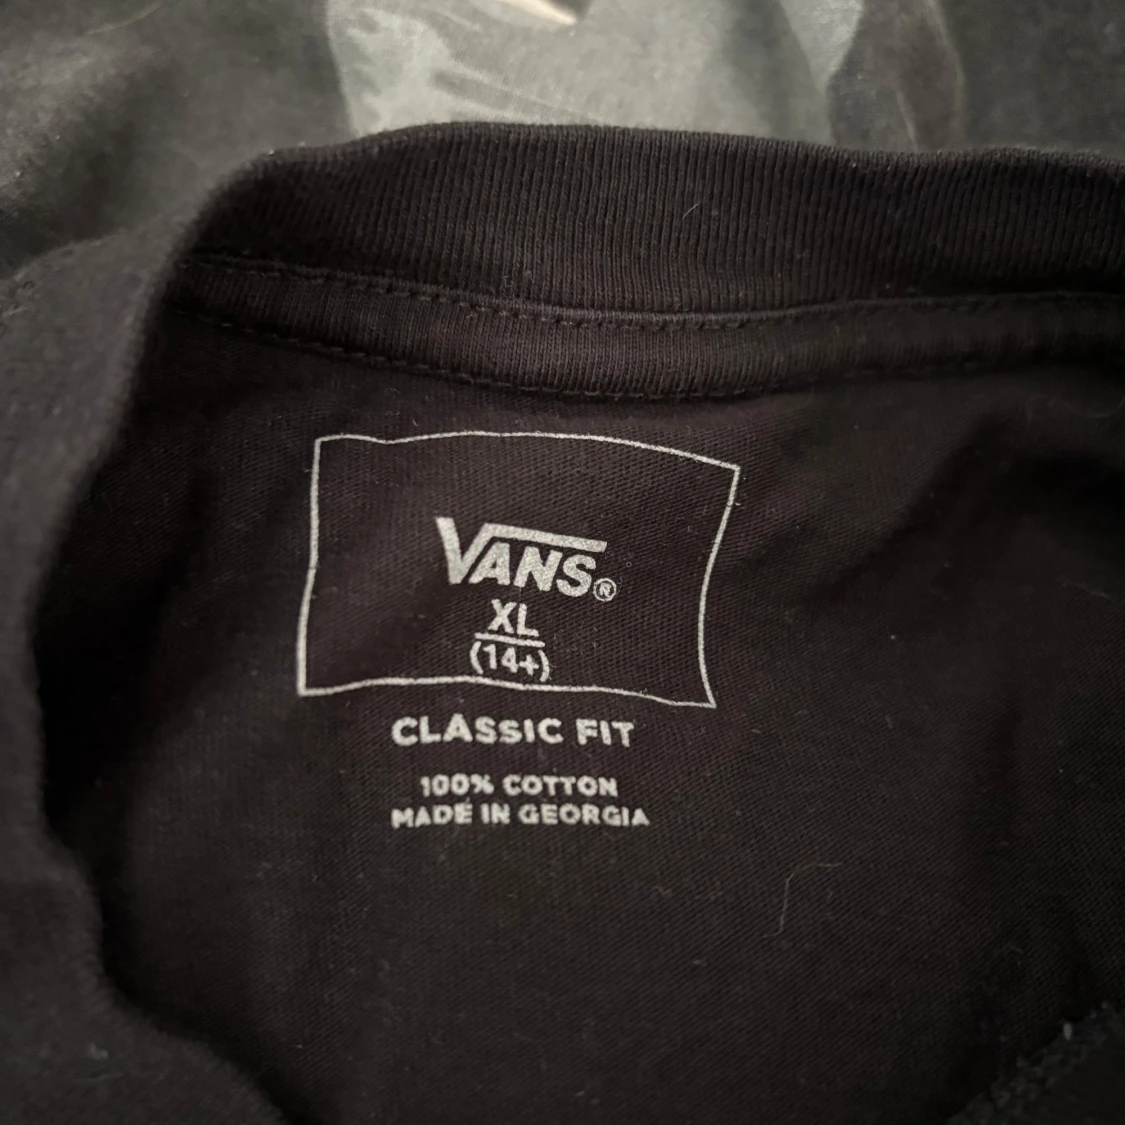 VANS®
XL
(14+)
CLASSIC FIT
100% COTTON
MADE IN GEORGIA